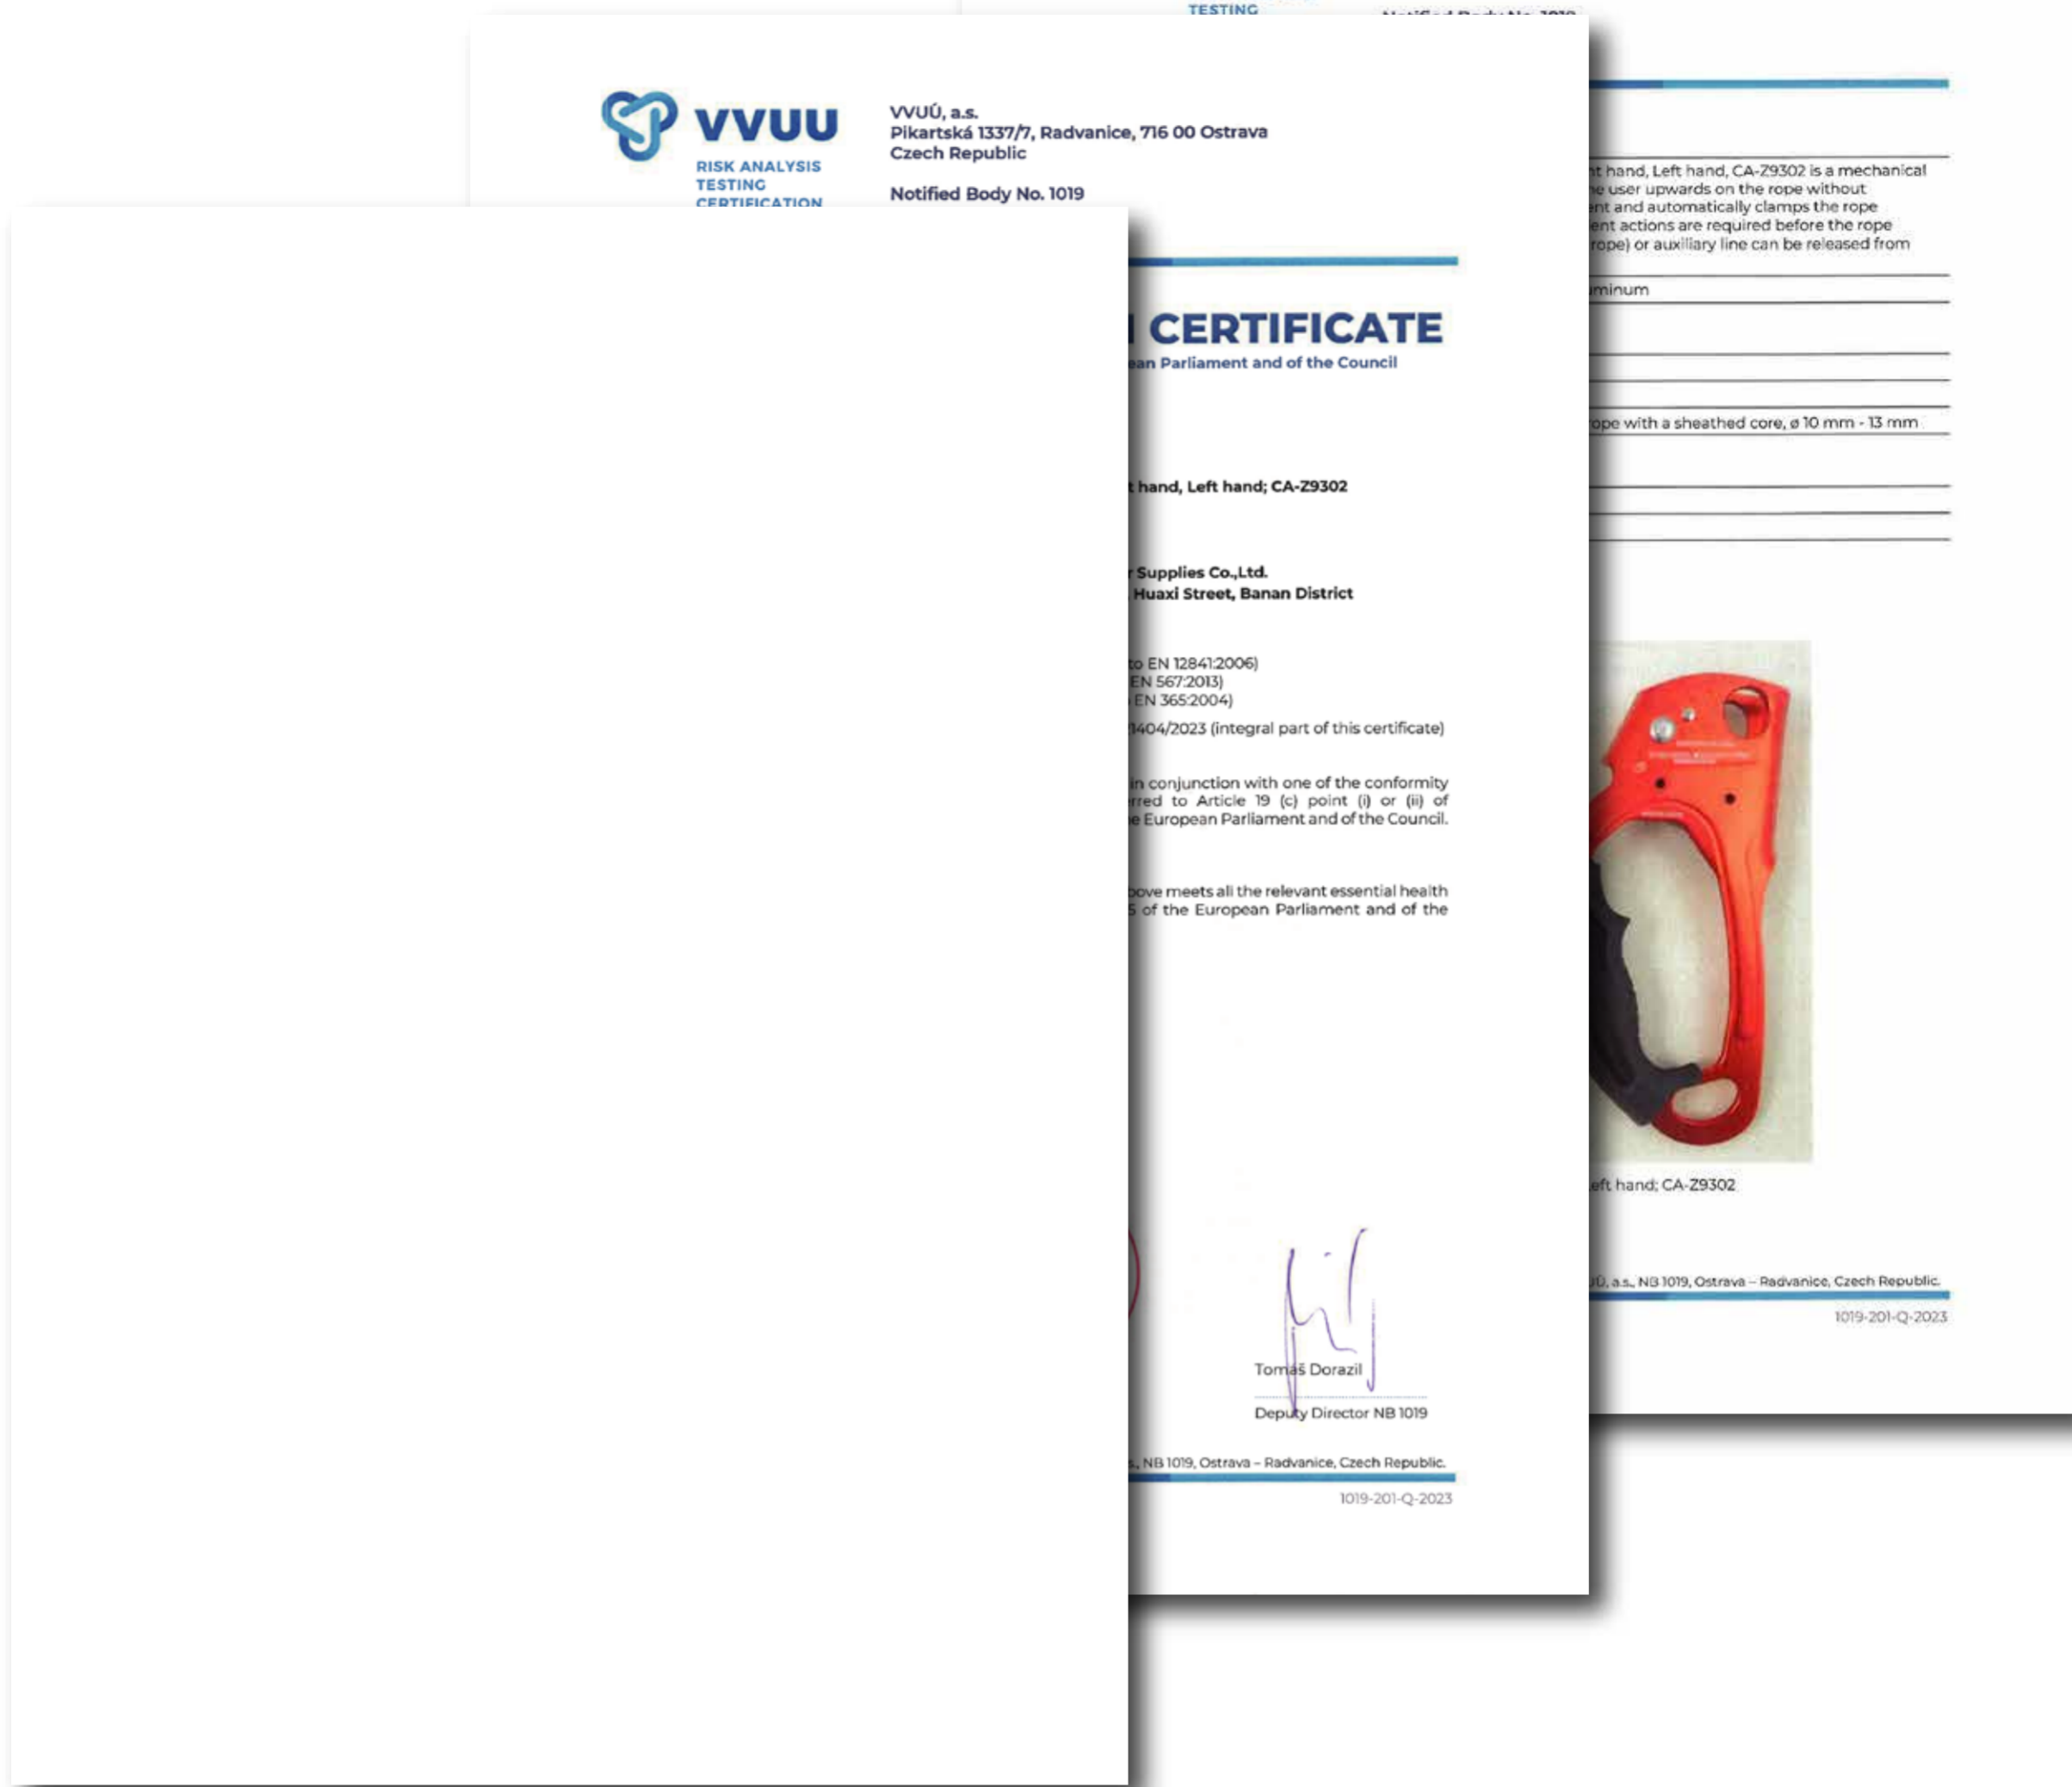 TESTING
VVUU
RISK ANALYSIS
TESTING
CERTIFICATION
VVUÚ, a.s.
Pikartská 1337/7, Radvanice, 716 00 Ostrava
Czech Republic
Notified Body No. 1019
CERTIFICATE
Parliament and of the Council
hand, Left hand; CA-Z9302
Supplies Co.,Ltd.
Huaxi Street, Banan District
to EN 12841:2006)
EN 567:2013)
EN 365:2004)
1404/2023 (integral part of this certificate)
in conjunction with one of the conformity
to Article 19 (c) point (i) or (ii) of
European Parliament and of the Council.
meets all the relevant essential health
of the European Parliament and of the
Tomáš Dorazil
Deputy Director NB 1019
NB 1019, Ostrava – Radvanice, Czech Republic.
1019-201-Q-2023
hand, Left hand, CA-Z9302 is a mechanical
user upwards on the rope without
and automatically clamps the rope
actions are required before the rope
rope) or auxiliary line can be released from
with a sheathed core, ø 10 mm - 13 mm
hand; CA-Z9302
a.s., NB 1019, Ostrava – Radvanice, Czech Republic.
1019-201-Q-2023